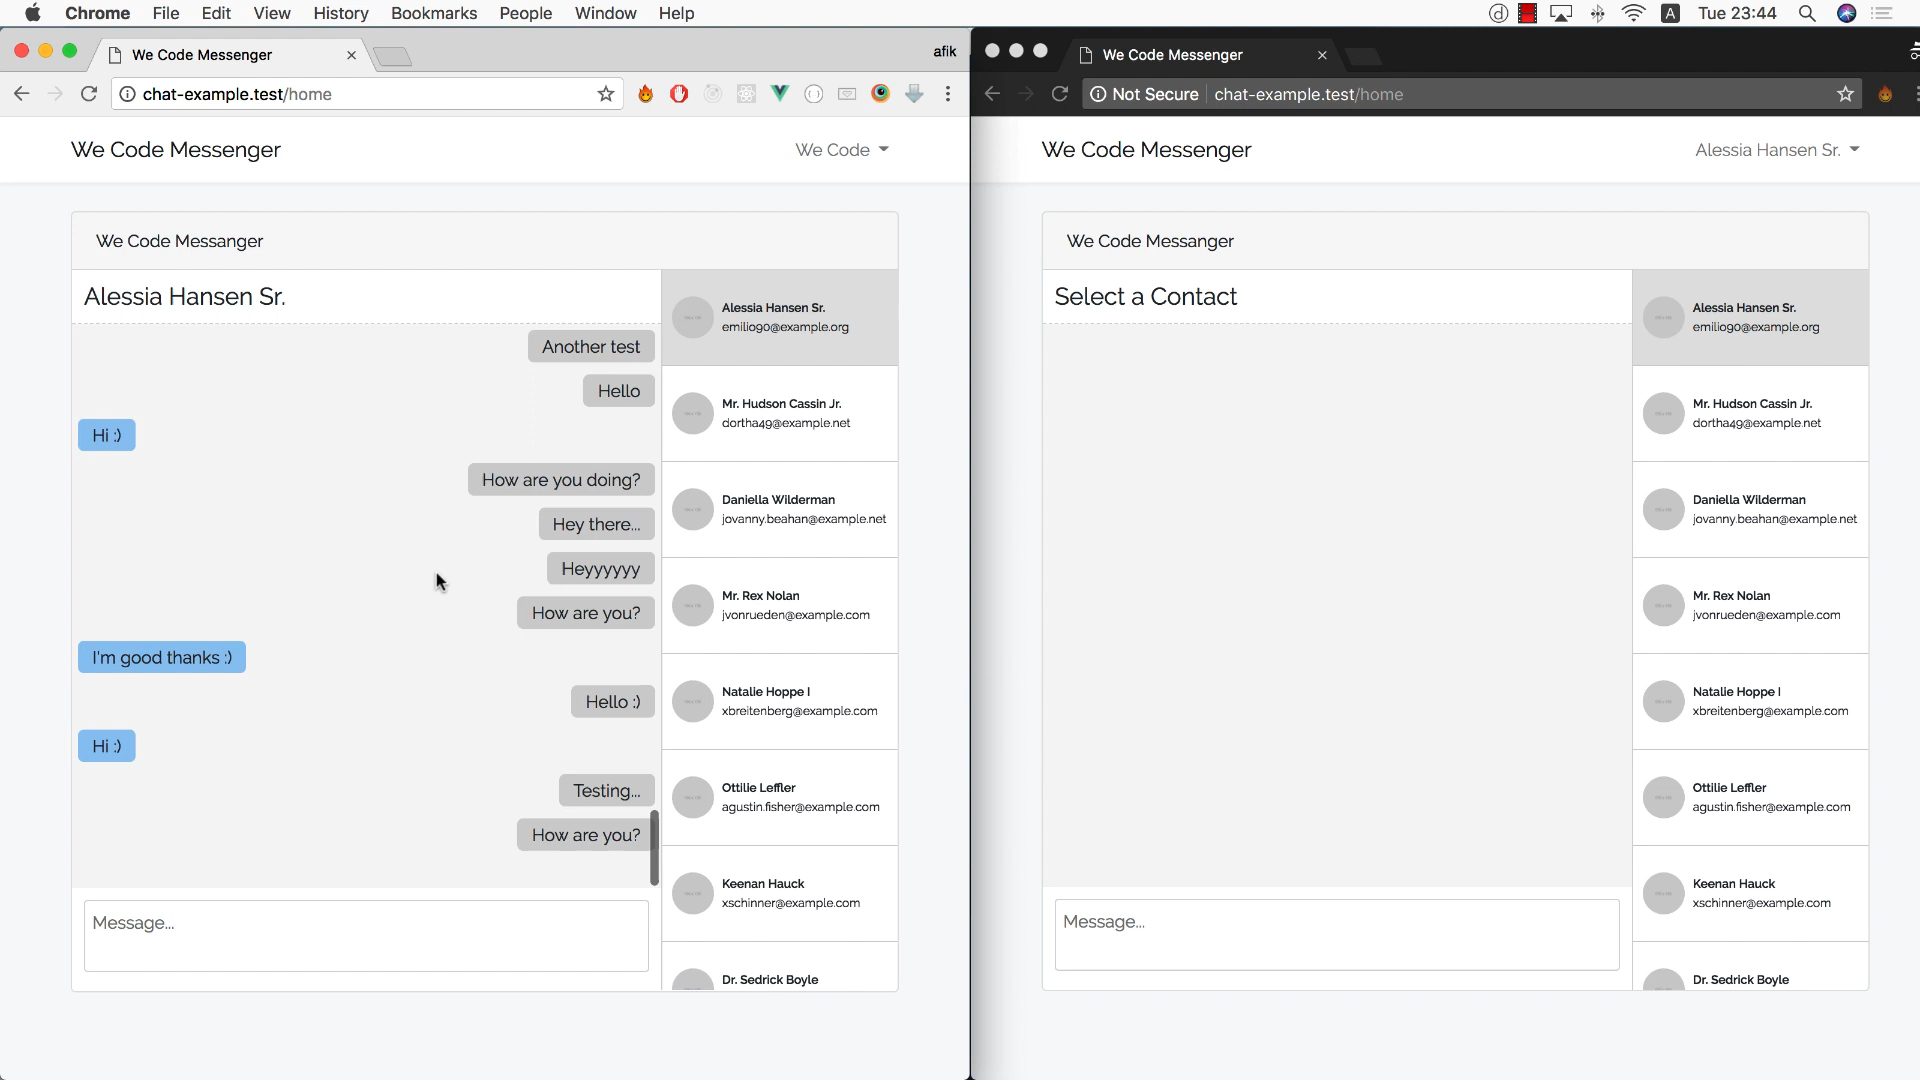 Chrome File Edit View History Bookmarks People Window Help
A Tue 23:44
We Code Messenger
afik
chat-example.test/home
We Code Messenger
We Code
We Code Messanger
Alessia Hansen Sr.
Another test
Hello
Hi :)
How are you doing?
Hey there...
Heyyyyyy
How are you?
I'm good thanks :)
Hello :)
Hi :)
Testing...
How are you?
Message...
Alessia Hansen Sr.
emilio90@example.org
Mr. Hudson Cassin Jr.
dortha49@example.net
Daniella Wilderman
jovanny.beahan@example.net
Mr. Rex Nolan
jvonrueden@example.com
Natalie Hoppe I
xbreitenberg@example.com
Ottilie Leffler
agustin.fisher@example.com
Keenan Hauck
xschinner@example.com
Dr. Sedrick Boyle
We Code Messenger
Not Secure chat-example.test/home
We Code Messenger
Alessia Hansen Sr.
We Code Messanger
Select a Contact
Message...
Alessia Hansen Sr.
emilio90@example.org
Mr. Hudson Cassin Jr.
dortha49@example.net
Daniella Wilderman
jovanny.beahan@example.net
Mr. Rex Nolan
jvonrueden@example.com
Natalie Hoppe I
xbreitenberg@example.com
Ottilie Leffler
agustin.fisher@example.com
Keenan Hauck
xschinner@example.com
Dr. Sedrick Boyle